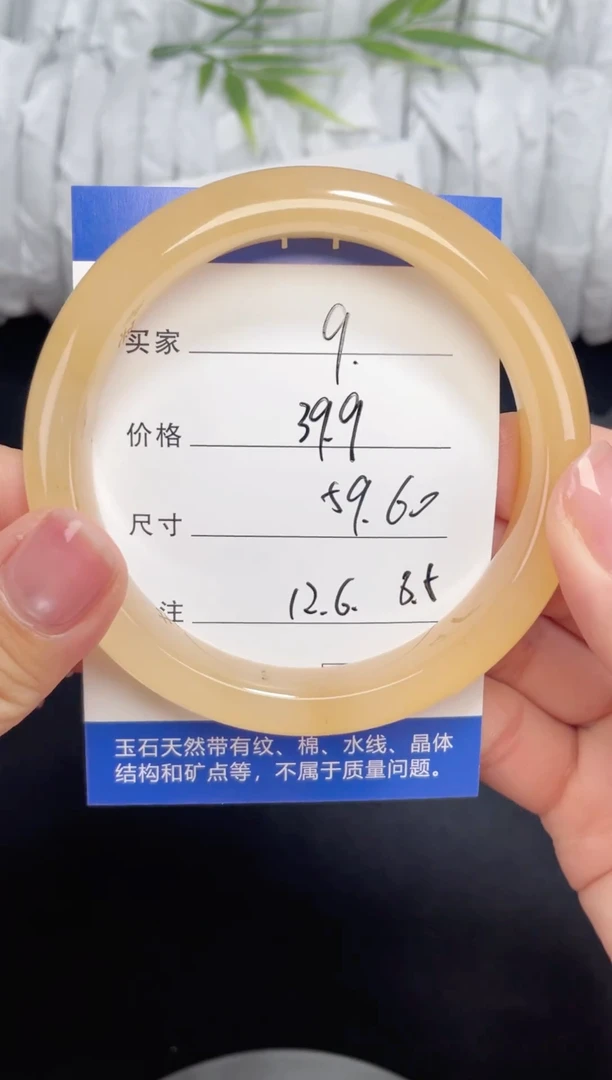 买家 9.
价格 39.9
尺寸 59.60
注 12.6. 8.5
玉石天然带有纹、棉、水线、晶体
结构和矿点等，不属于质量问题。